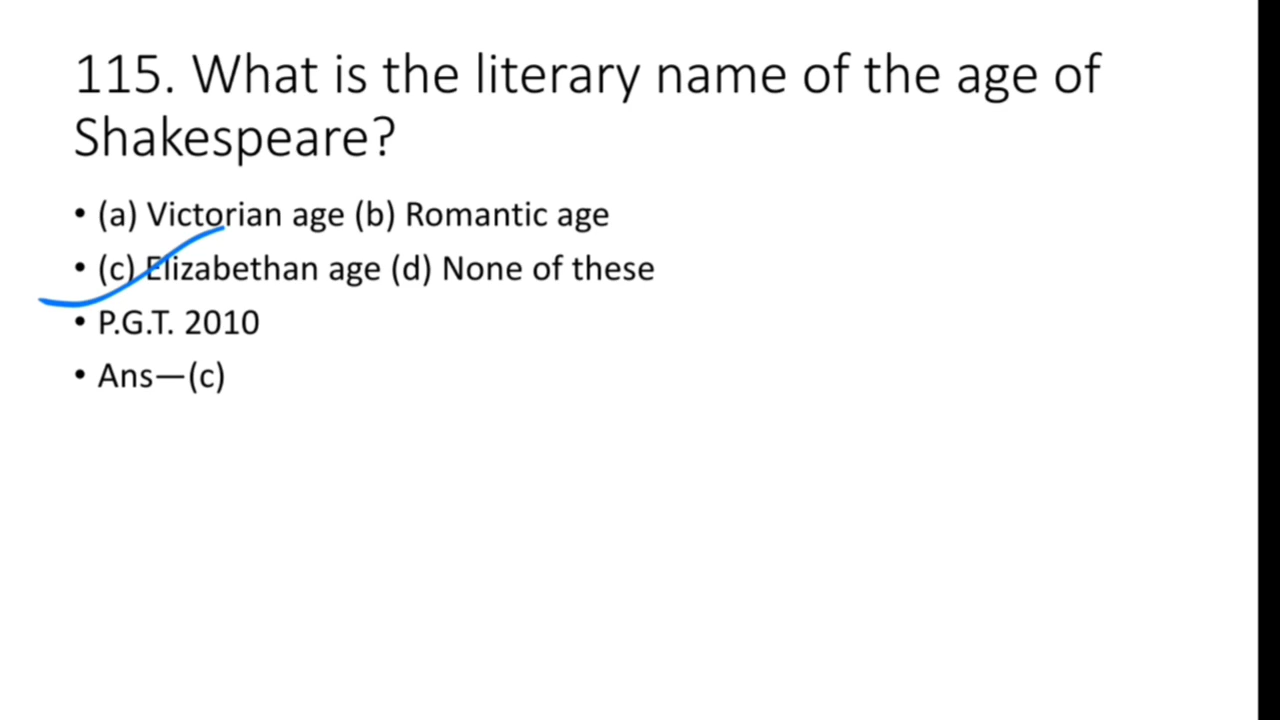 115. What is the literary name of the age of
Shakespeare?
• (a) Victorian age (b) Romantic age
• (c) Elizabethan age (d) None of these
• P.G.T. 2010
• Ans—(c)